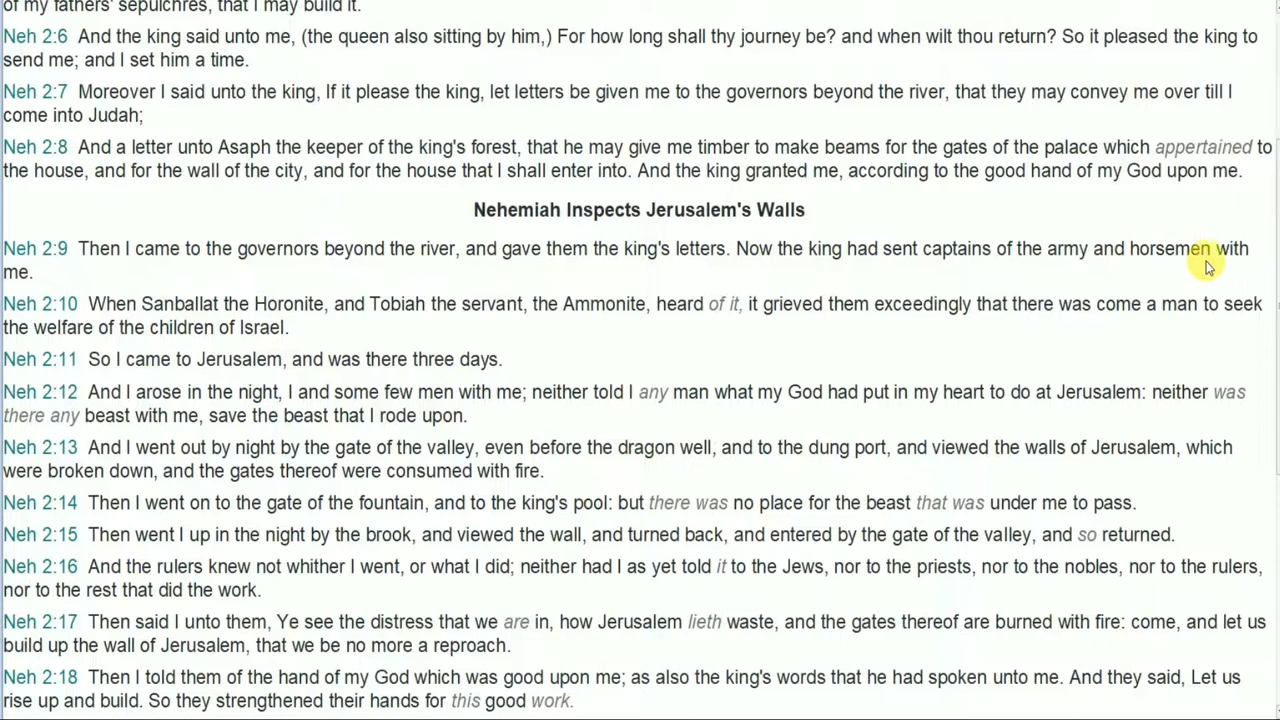 of my fathers' sepulchres, that I may build it.
Neh 2:6 And the king said unto me, (the queen also sitting by him,) For how long shall thy journey be? and when wilt thou return? So it pleased the king to
send me; and I set him a time.
Neh 2:7 Moreover I said unto the king, If it please the king, let letters be given me to the governors beyond the river, that they may convey me over till I
come into Judah;
Neh 2:8 And a letter unto Asaph the keeper of the king's forest, that he may give me timber to make beams for the gates of the palace which appertained to
the house, and for the wall of the city, and for the house that I shall enter into. And the king granted me, according to the good hand of my God upon me.
Nehemiah Inspects Jerusalem's Walls
Neh 2:9 Then I came to the governors beyond the river, and gave them the king's letters. Now the king had sent captains of the army and horsemen with
me.
Neh 2:10 When Sanballat the Horonite, and Tobiah the servant, the Ammonite, heard of it, it grieved them exceedingly that there was come a man to seek
the welfare of the children of Israel.
Neh 2:11 So I came to Jerusalem, and was there three days.
Neh 2:12 And I arose in the night, I and some few men with me; neither told I any man what my God had put in my heart to do at Jerusalem: neither was
there any beast with me, save the beast that I rode upon.
Neh 2:13 And I went out by night by the gate of the valley, even before the dragon well, and to the dung port, and viewed the walls of Jerusalem, which
were broken down, and the gates thereof were consumed with fire.
Neh 2:14 Then I went on to the gate of the fountain, and to the king's pool: but there was no place for the beast that was under me to pass.
Neh 2:15 Then went I up in the night by the brook, and viewed the wall, and turned back, and entered by the gate of the valley, and so returned.
Neh 2:16 And the rulers knew not whither I went, or what I did; neither had I as yet told it to the Jews, nor to the priests, nor to the nobles, nor to the rulers,
nor to the rest that did the work.
Neh 2:17 Then said I unto them, Ye see the distress that we are in, how Jerusalem lieth waste, and the gates thereof are burned with fire: come, and let us
build up the wall of Jerusalem, that we be no more a reproach.
Neh 2:18 Then I told them of the hand of my God which was good upon me; as also the king's words that he had spoken unto me. And they said, Let us
rise up and build. So they strengthened their hands for this good work.